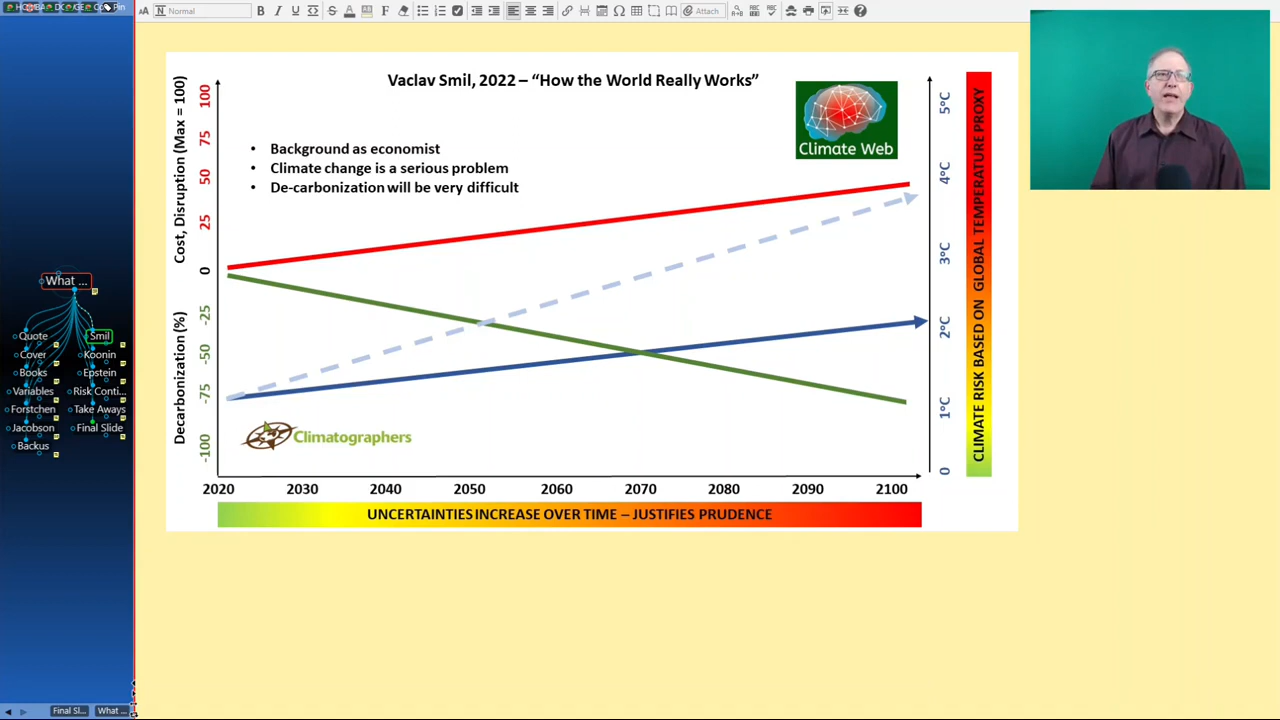 Normal
B I U
Attach
What ...
Quote
Cover
Books
Variables
Forstchen
Jacobson
Backus
Smil
Koonin
Epstein
Risk Conti...
Take Aways
Final Slide
Final Sl...
What ...
Vaclav Smil, 2022 – “How the World Really Works”
• Background as economist
• Climate change is a serious problem
• De-carbonization will be very difficult
Climate Web
Cost, Disruption (Max = 100)
100
75
50
25
0
Decarbonization (%)
-25
-50
-75
-100
5°C
4°C
3°C
2°C
1°C
0
CLIMATE RISK BASED ON GLOBAL TEMPERATURE PROXY
Climatographers
2020 2030 2040 2050 2060 2070 2080 2090 2100
UNCERTAINTIES INCREASE OVER TIME – JUSTIFIES PRUDENCE